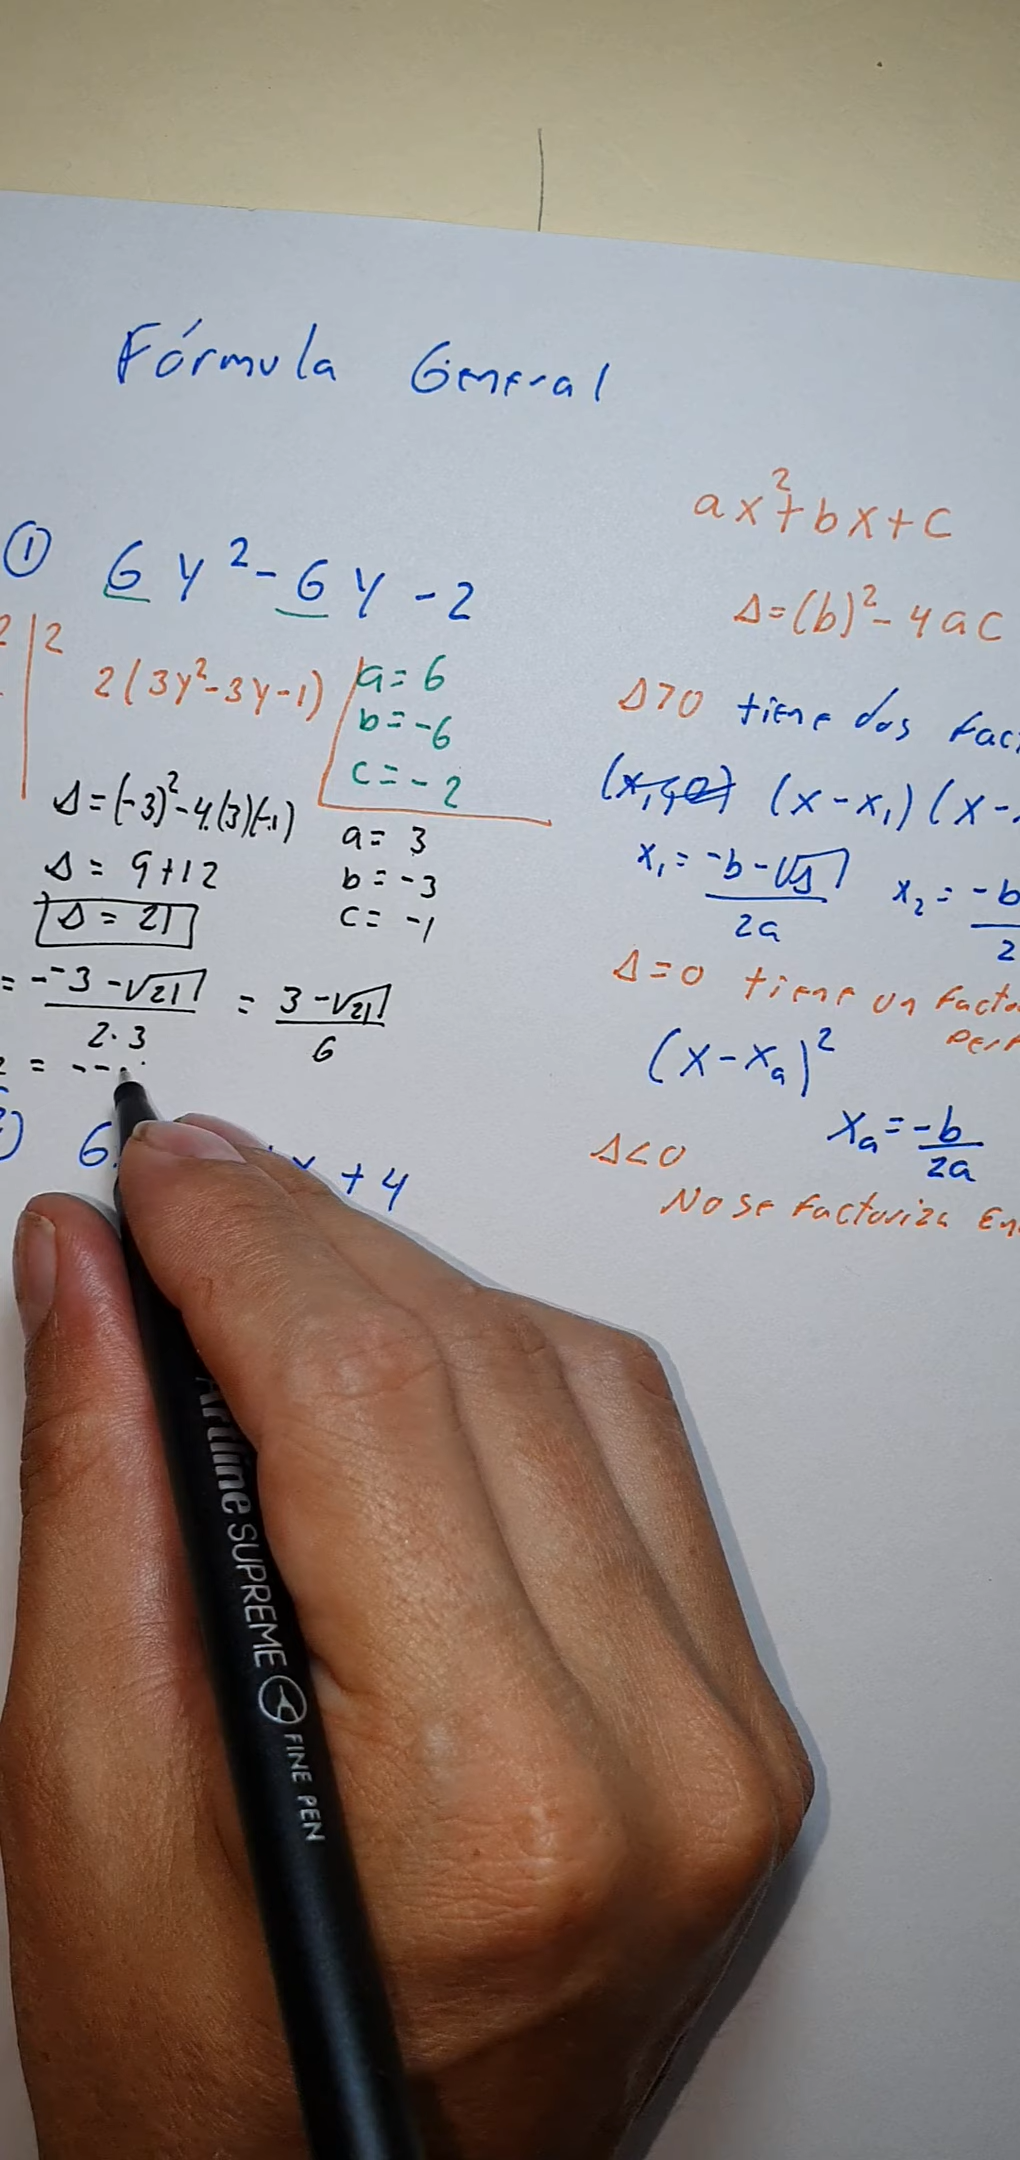 Fórmula General
ax²+bx+c
① 6y²-6y-2
Δ=(b)²-4ac
2 2(3y²-3y-1) a=6
b=-6
c=-2
Δ>0 tiene dos
(x-x₁)(x-
x₁=(-b-√Δ)/2a x₂=-b
Δ=(-3)²-4.(3)(-1) a=3
Δ=9+12 b=-3
Δ=21 c=-1
= (--3-√21)/(2·3) = (3-√21)/6
= --
Δ=0 tiene un
(x-xₐ)²
xₐ=-b/2a
6 x+4
Δ<0
No se factoriza En
Artline SUPREME FINE PEN